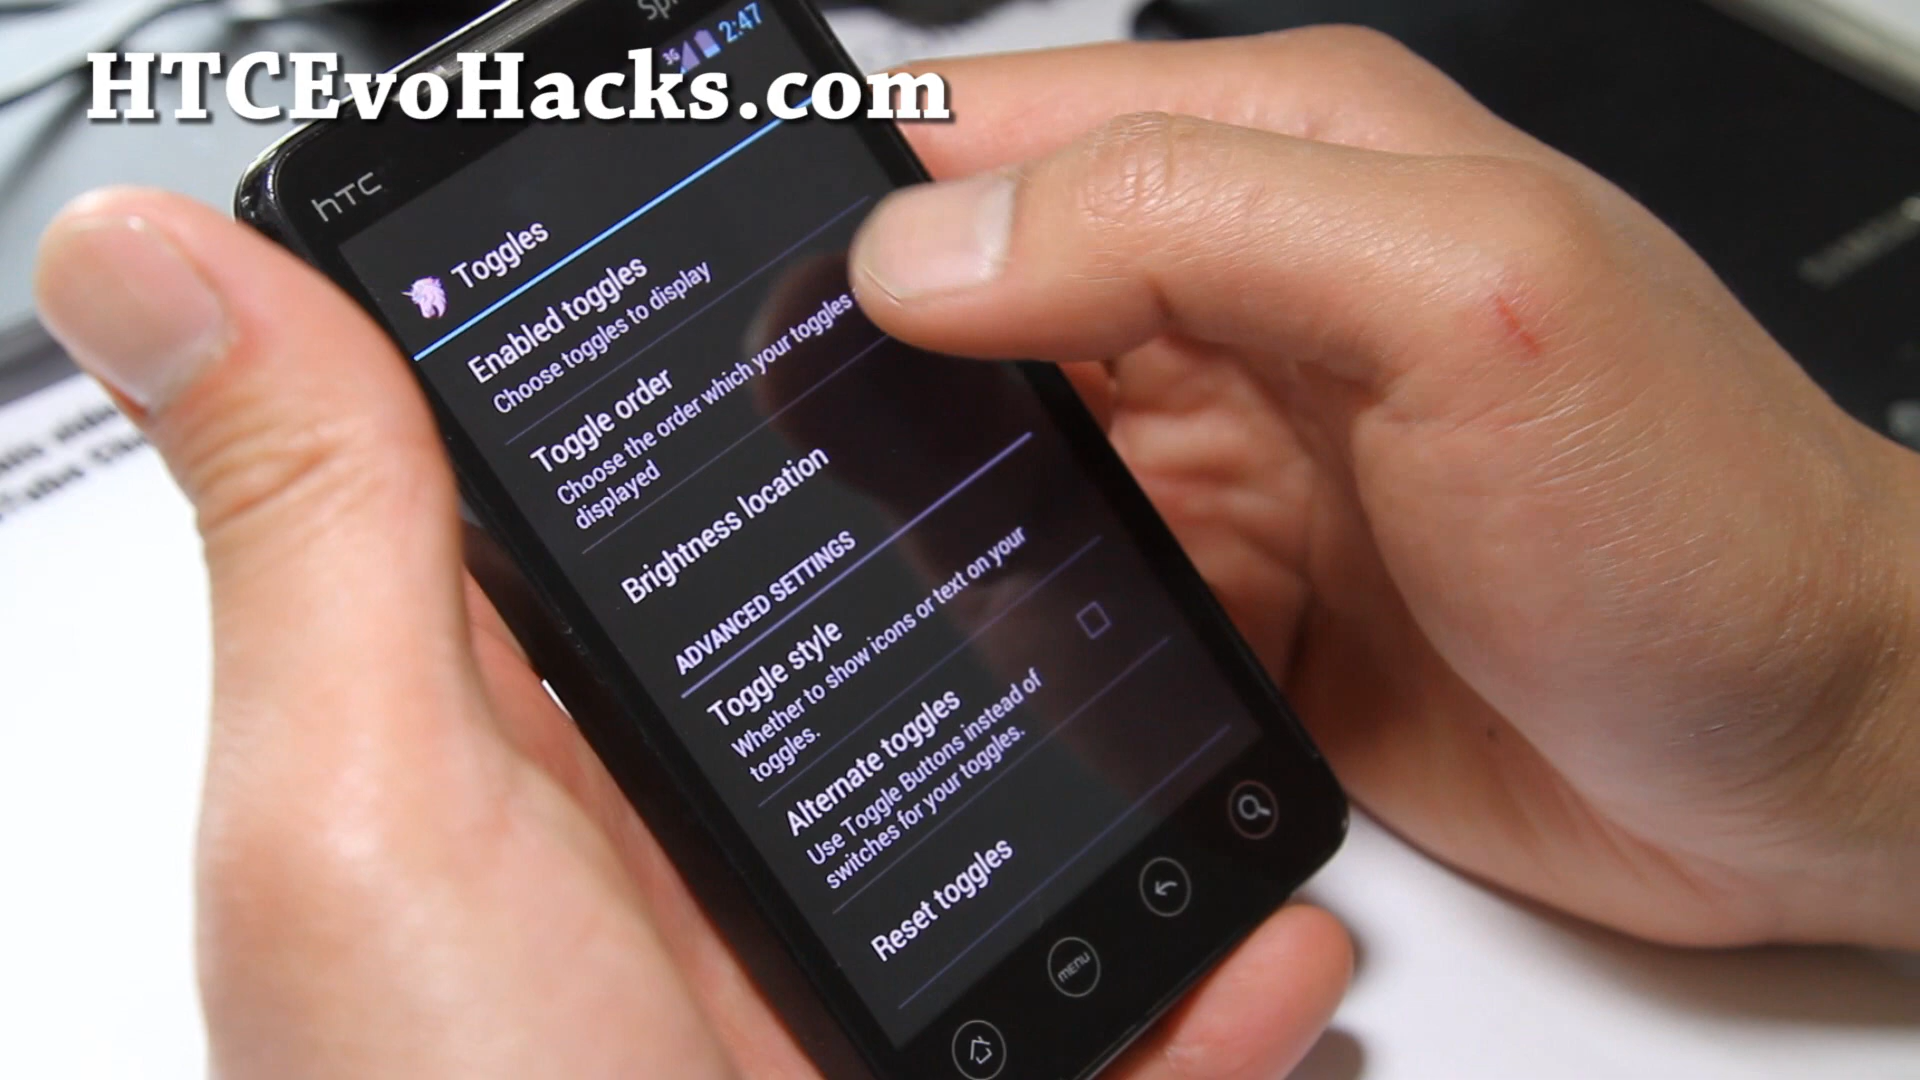 HTCEvoHacks.com
3G 2:47
hTC
Toggles
Enabled toggles
Choose toggles to display
Toggle order
Choose the order which your toggles
displayed
Brightness location
ADVANCED SETTINGS
Toggle style
Whether to show icons or text on your
toggles.
Alternate toggles
Use Toggle Buttons instead of
switches for your toggles.
Reset toggles
MENU